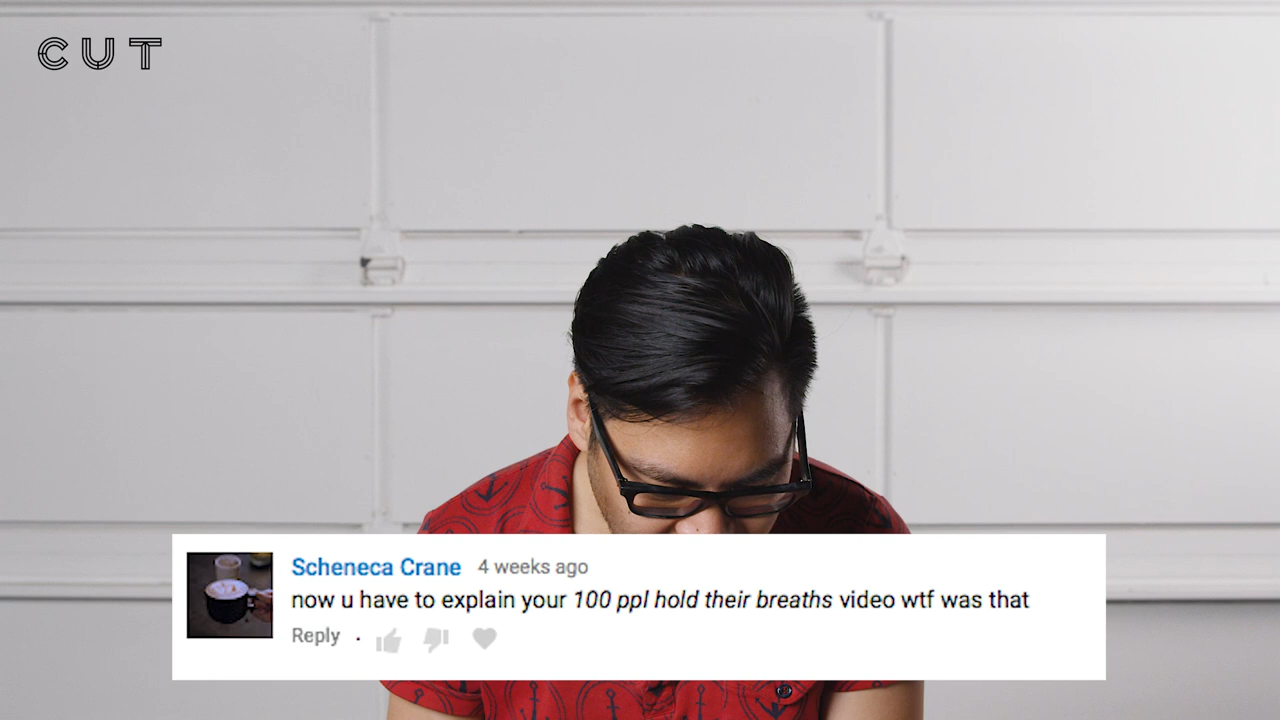 CUT
Scheneca Crane 4 weeks ago
now u have to explain your 100 ppl hold their breaths video wtf was that
Reply ·